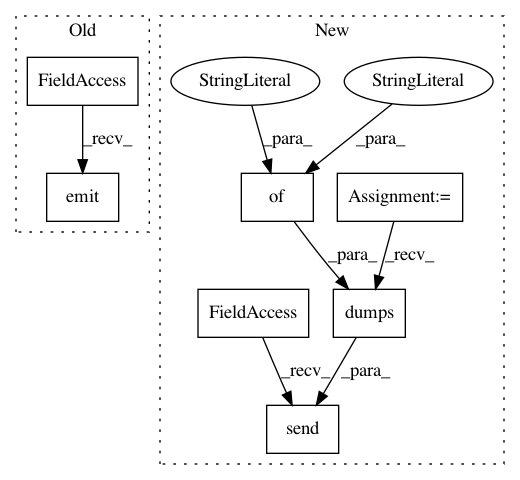 Old
New
FieldAccess
StringLiteral
StringLiteral
_recv_
_para_
_para_
emit
of
Assignment:=
_para_
_recv_
FieldAccess
dumps
_recv_
_para_
send